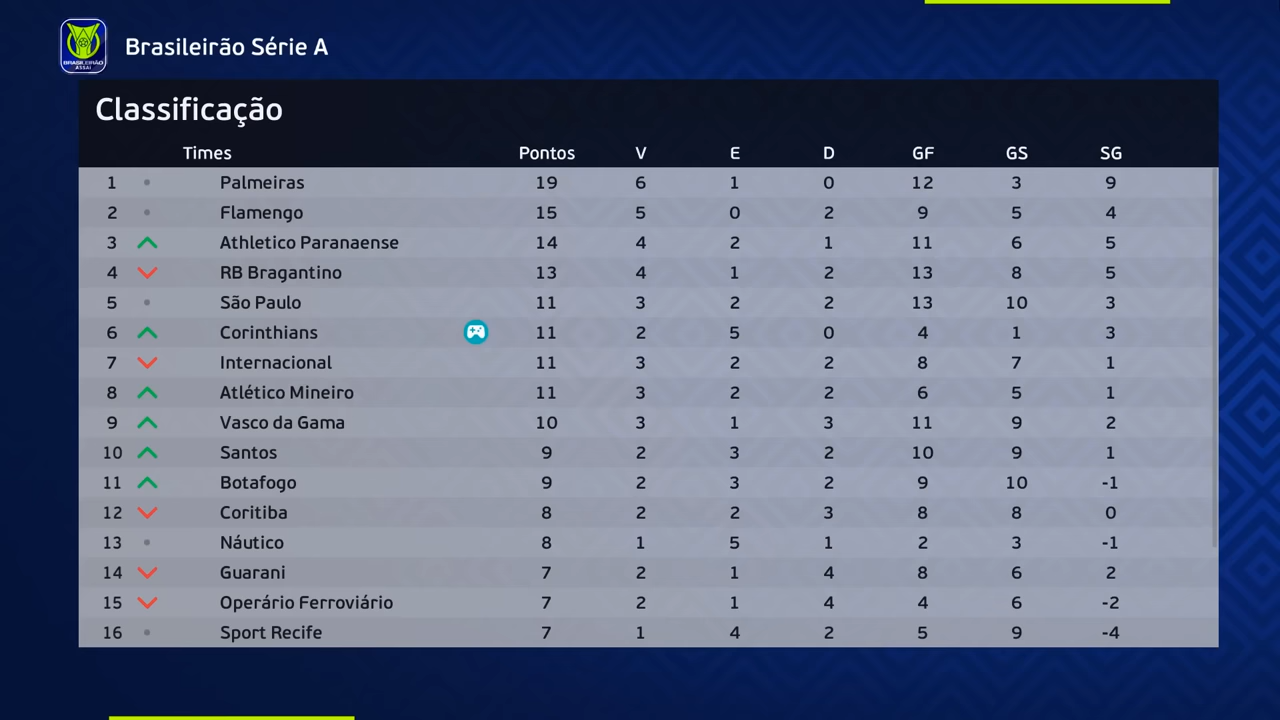 BRASILEIRÃO
ASSAÍ
Brasileirão Série A
Classificação
Times Pontos V E D GF GS SG
1 Palmeiras 19 6 1 0 12 3 9
2 Flamengo 15 5 0 2 9 5 4
3 Athletico Paranaense 14 4 2 1 11 6 5
4 RB Bragantino 13 4 1 2 13 8 5
5 São Paulo 11 3 2 2 13 10 3
6 Corinthians 11 2 5 0 4 1 3
7 Internacional 11 3 2 2 8 7 1
8 Atlético Mineiro 11 3 2 2 6 5 1
9 Vasco da Gama 10 3 1 3 11 9 2
10 Santos 9 2 3 2 10 9 1
11 Botafogo 9 2 3 2 9 10 -1
12 Coritiba 8 2 2 3 8 8 0
13 Náutico 8 1 5 1 2 3 -1
14 Guarani 7 2 1 4 8 6 2
15 Operário Ferroviário 7 2 1 4 4 6 -2
16 Sport Recife 7 1 4 2 5 9 -4